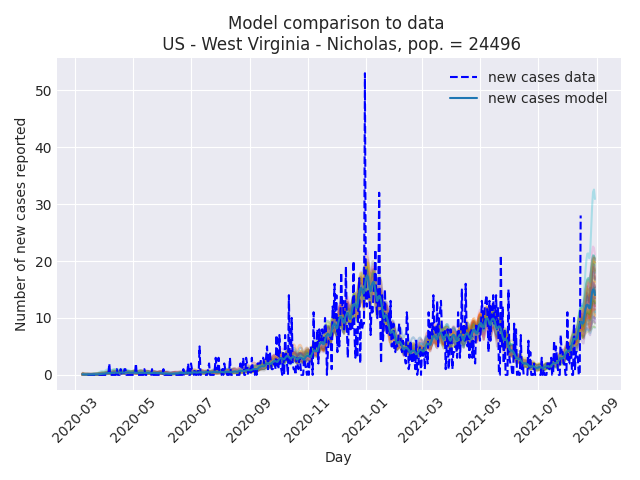 Model comparison to data
US - West Virginia - Nicholas, pop. = 24496
new cases data
new cases model
Number of new cases reported
50
40
30
20
10
0
2020-03
2020-05
2020-07
2020-09
2020-11
2021-01
2021-03
2021-05
2021-07
2021-09
Day